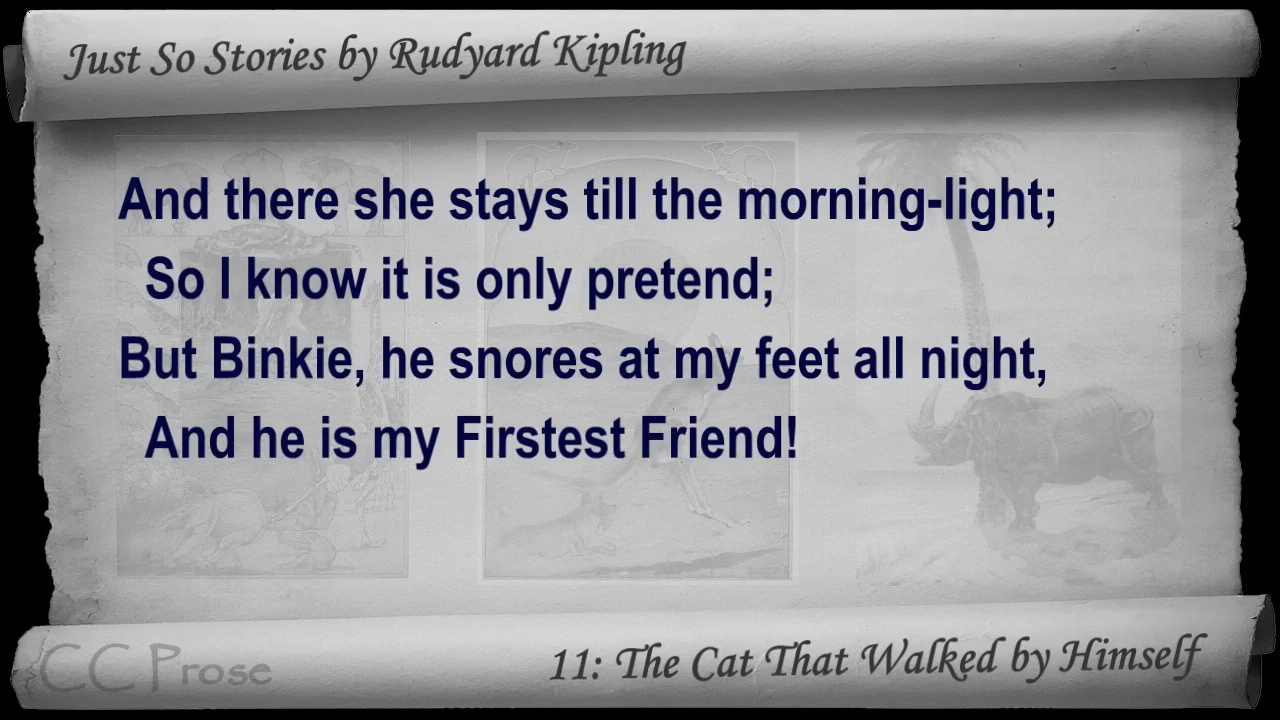 Just So Stories by Rudyard Kipling
And there she stays till the morning-light;
So I know it is only pretend;
But Binkie, he snores at my feet all night,
And he is my Firstest Friend!
CC Prose
11: The Cat That Walked by Himself